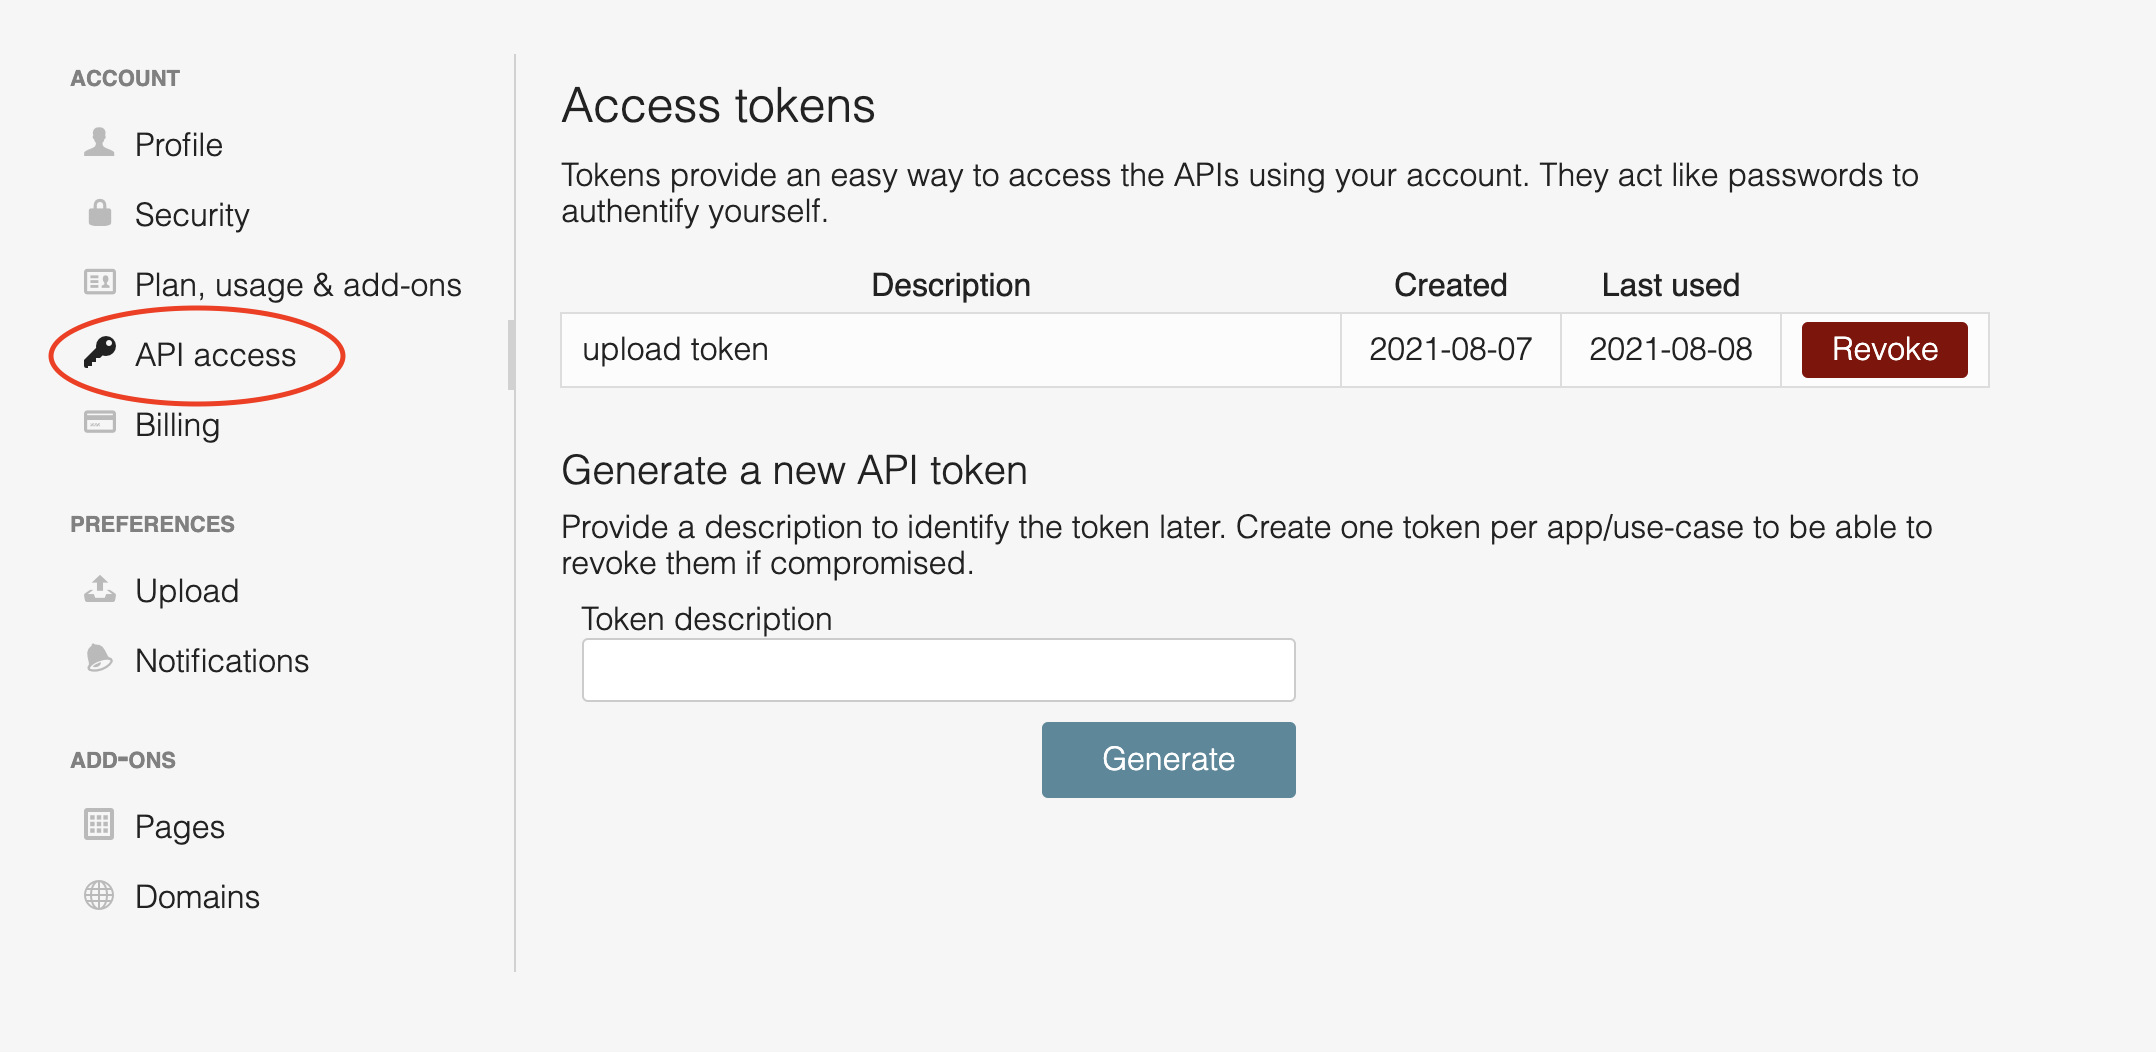 ACCOUNT
Profile
Security
Plan, usage & add-ons
API access
Billing
PREFERENCES
Upload
Notifications
ADD-ONS
Pages
Domains
Access tokens
Tokens provide an easy way to access the APIs using your account. They act like passwords to
authentify yourself.
Description Created Last used
upload token 2021-08-07 2021-08-08 Revoke
Generate a new API token
Provide a description to identify the token later. Create one token per app/use-case to be able to
revoke them if compromised.
Token description
Generate